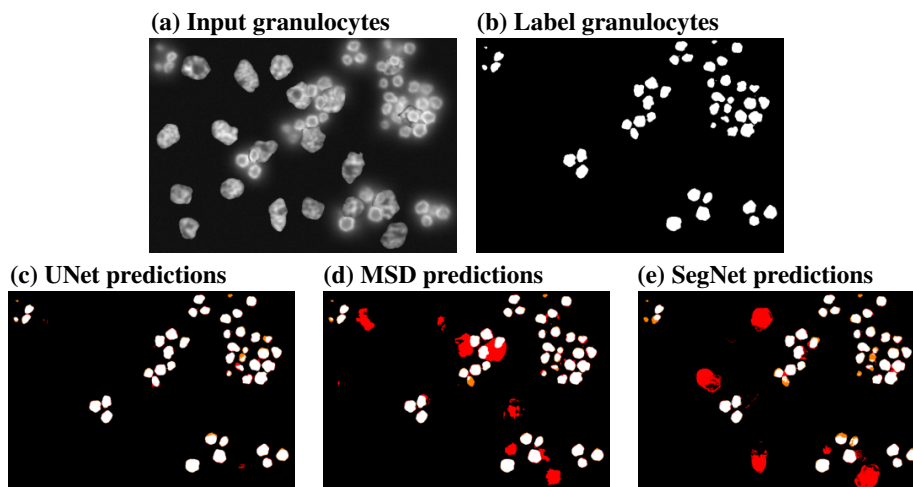 (a) Input granulocytes
(b) Label granulocytes
(c) UNet predictions
(d) MSD predictions
(e) SegNet predictions